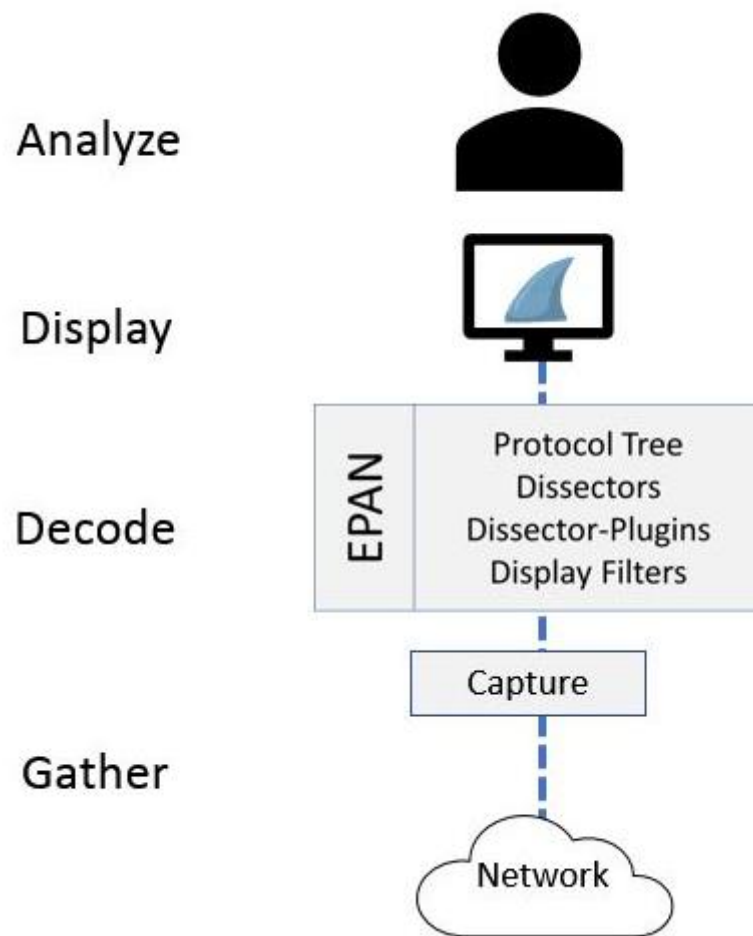 Analyze
Display
Decode
EPAN
Protocol Tree
Dissectors
Dissector-Plugins
Display Filters
Capture
Gather
Network